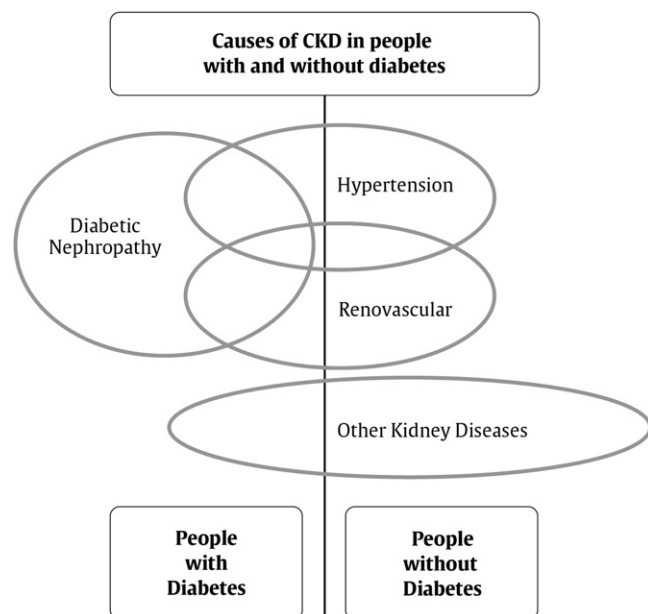 Causes of CKD in people
with and without diabetes
Hypertension
Diabetic
Nephropathy
Renovascular
Other Kidney Diseases
People
with
Diabetes
People
without
Diabetes